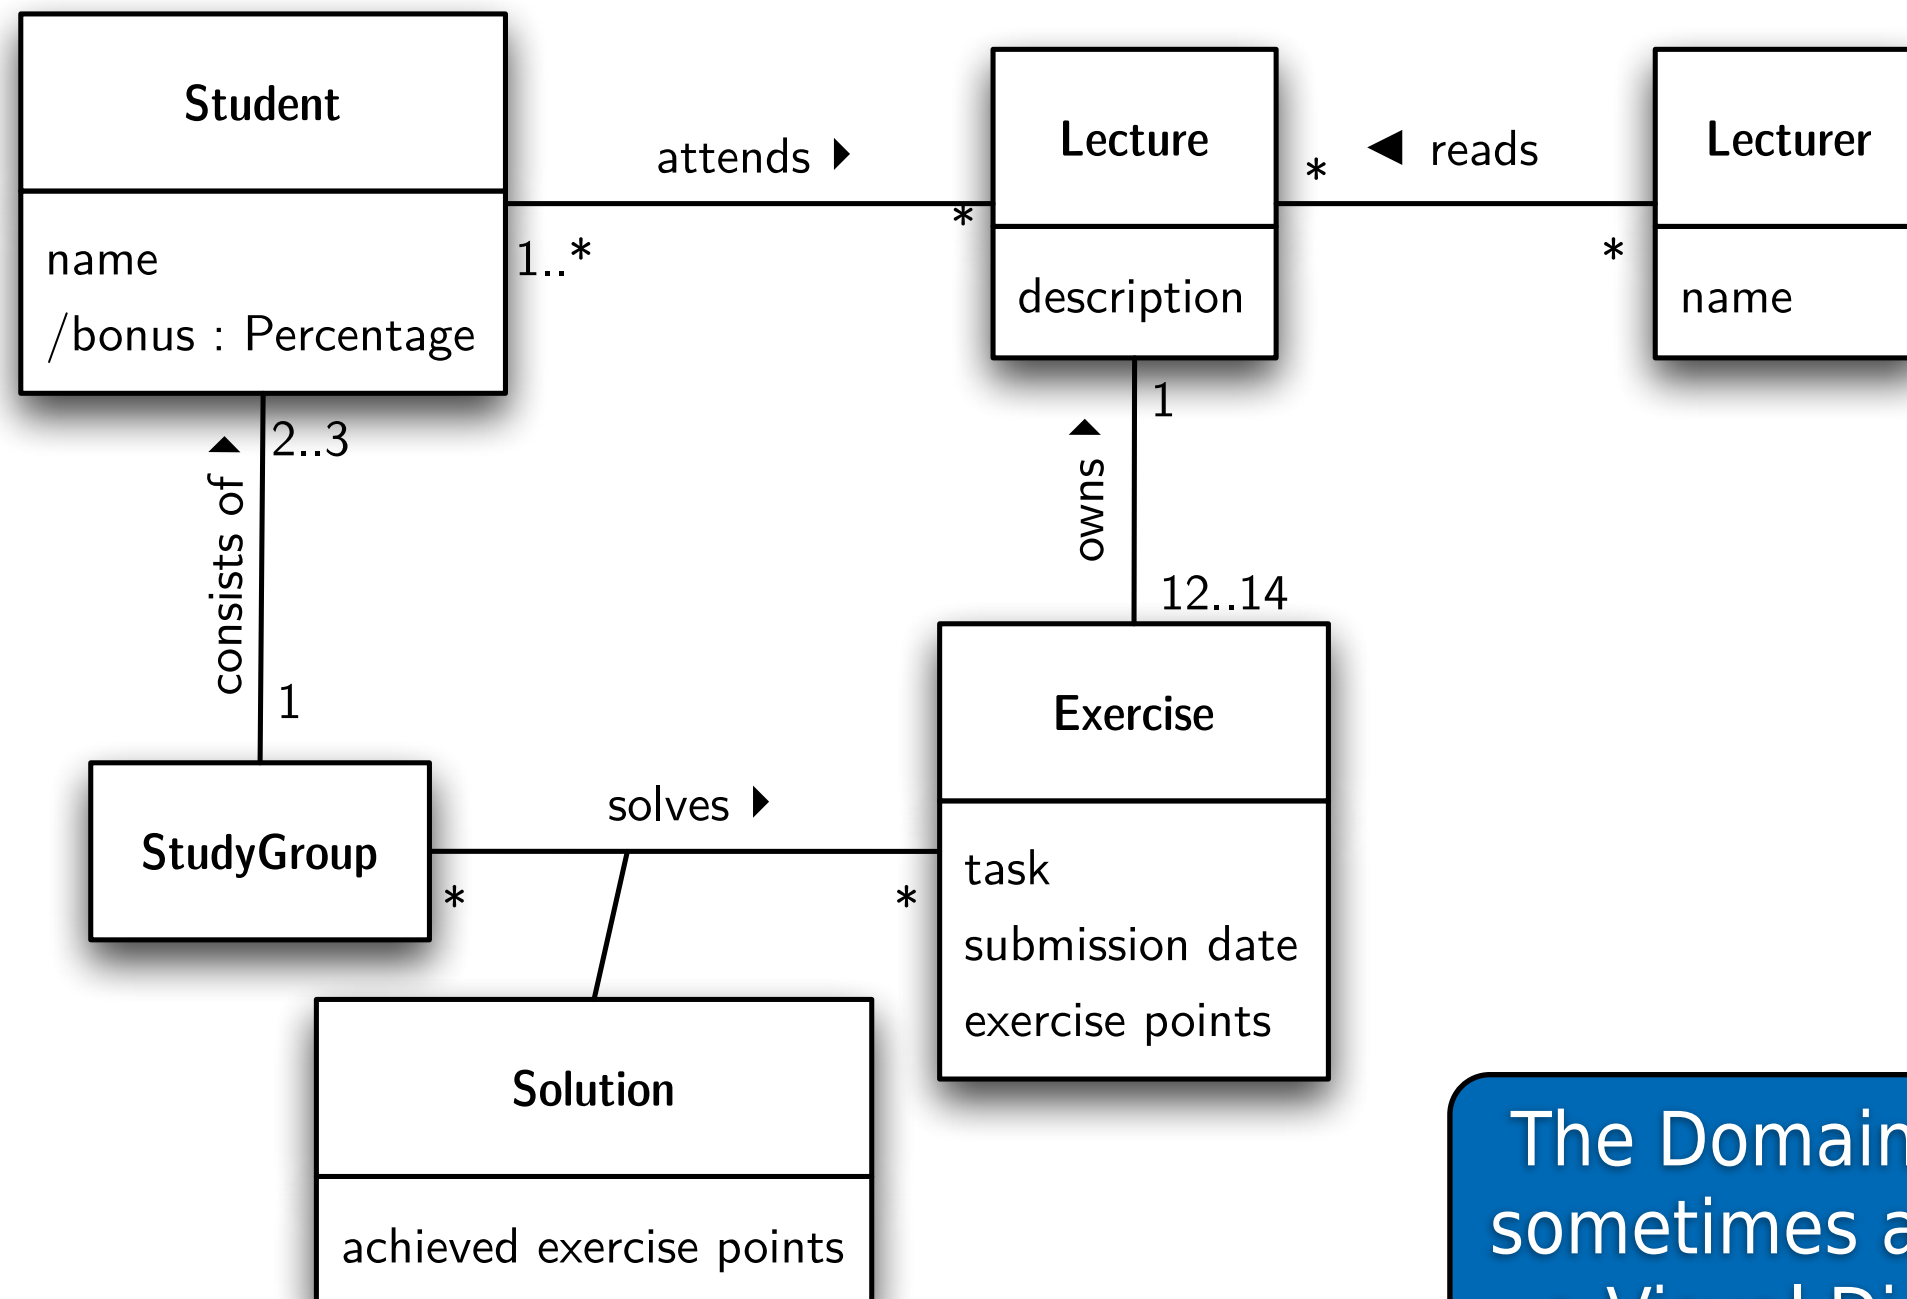 Student
name
/bonus : Percentage
attends
1..*
*
Lecture
description
* reads
*
Lecturer
name
2..3
consists of
1
1
owns
12..14
StudyGroup
solves
*
*
Exercise
task
submission date
exercise points
Solution
achieved exercise points
The Domain
sometimes a